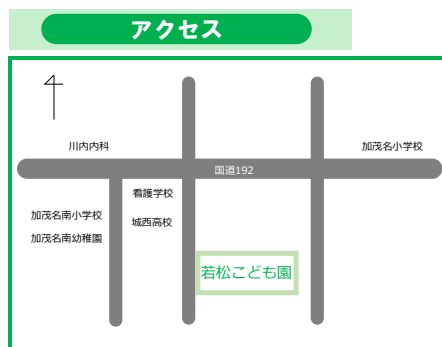 アクセス
川内内科
加茂名小学校
国道192
看護学校
加茂名南小学校
城西高校
加茂名南幼稚園
若松こども園